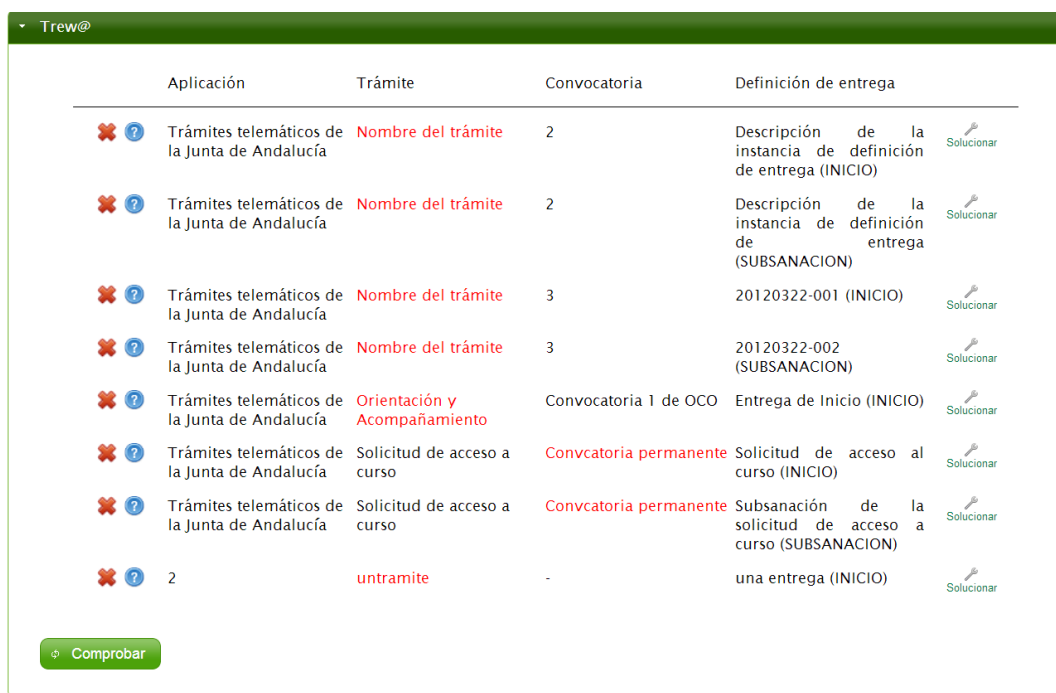 Trew@
Aplicación Trámite Convocatoria Definición de entrega
Trámites telemáticos de Nombre del trámite 2 Descripción de la
la Junta de Andalucía instancia de definición Solucionar
de entrega (INICIO)
Trámites telemáticos de Nombre del trámite 2 Descripción de la
la Junta de Andalucía instancia de definición Solucionar
de entrega
(SUBSANACION)
Trámites telemáticos de Nombre del trámite 3 20120322-001 (INICIO)
la Junta de Andalucía Solucionar
Trámites telemáticos de Nombre del trámite 3 20120322-002
la Junta de Andalucía (SUBSANACION) Solucionar
Trámites telemáticos de Orientación y Convocatoria 1 de OCO Entrega de Inicio (INICIO)
la Junta de Andalucía Acompañamiento Solucionar
Trámites telemáticos de Solicitud de acceso a Convcatoria permanente Solicitud de acceso al
la Junta de Andalucía curso curso (INICIO) Solucionar
Trámites telemáticos de Solicitud de acceso a Convcatoria permanente Subsanación de la
la Junta de Andalucía curso solicitud de acceso a Solucionar
curso (SUBSANACION)
2 untramite - una entrega (INICIO)
Solucionar
Comprobar